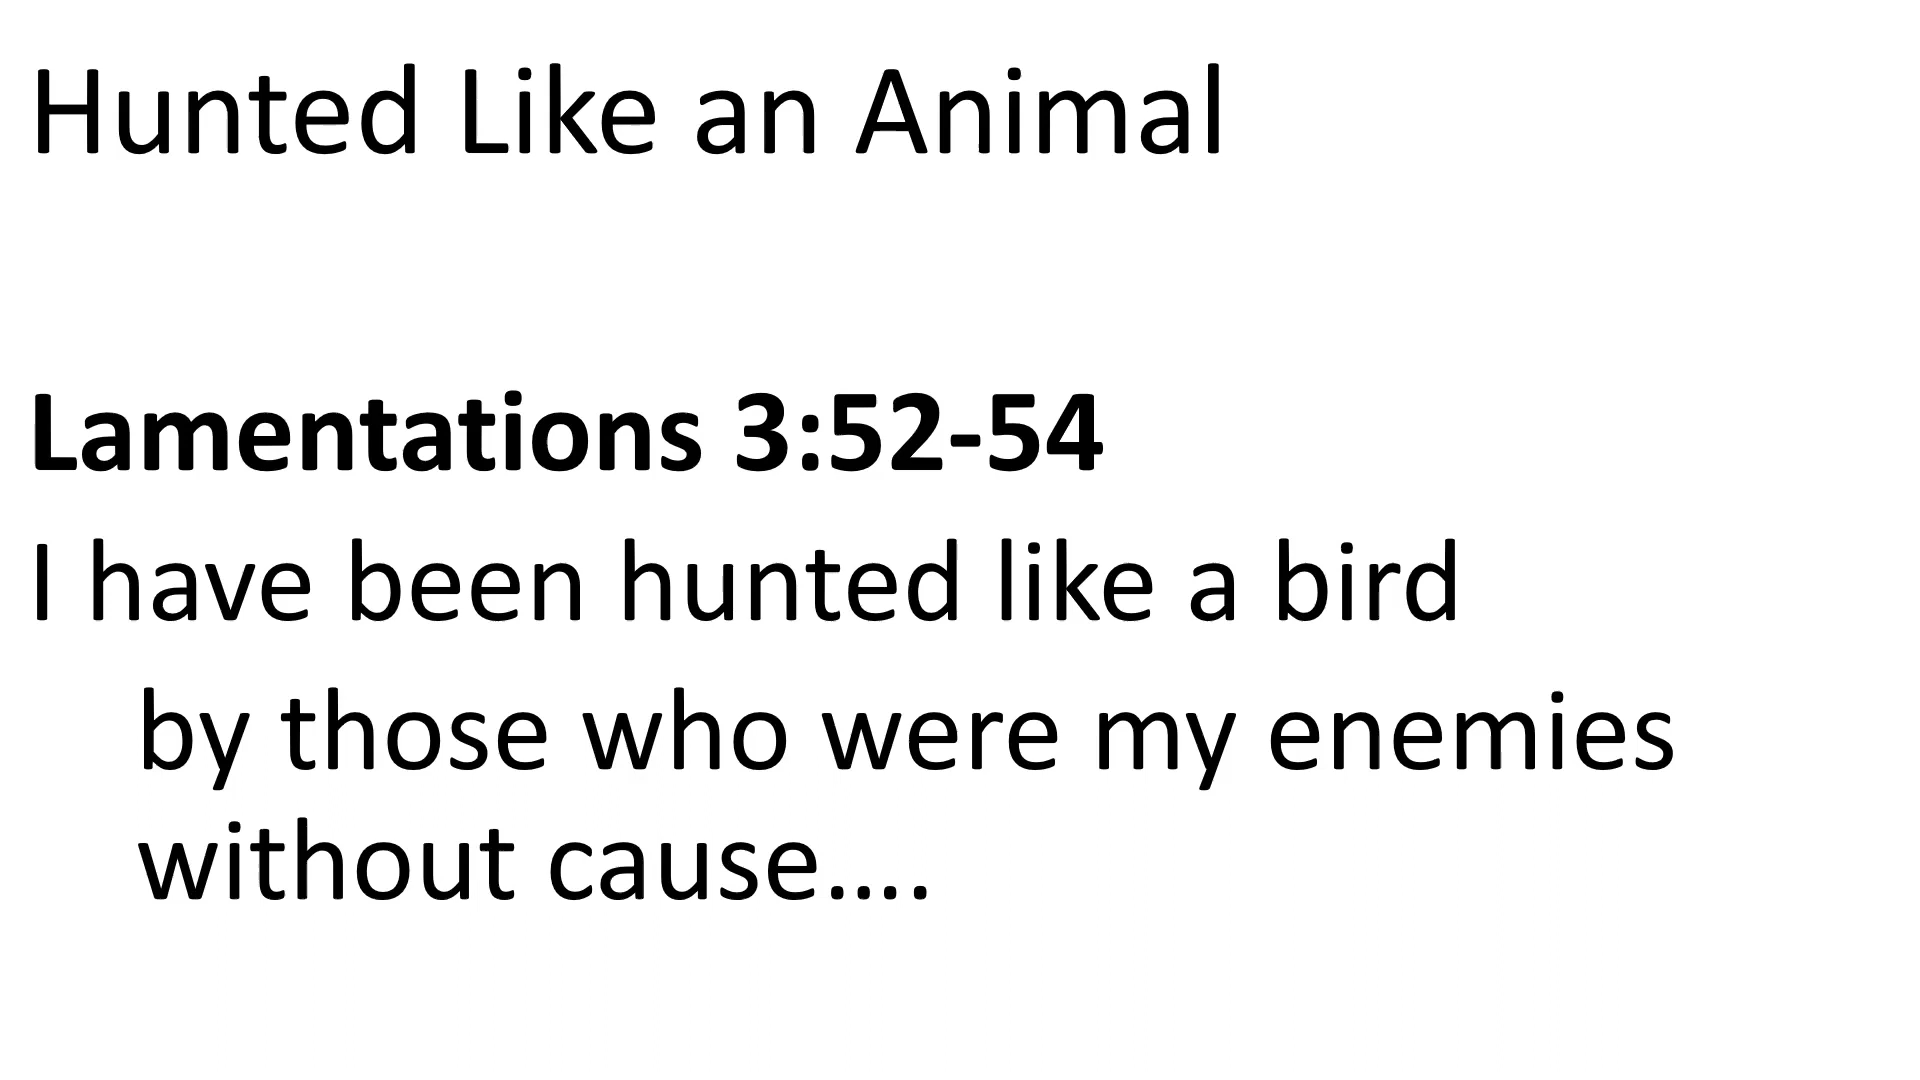 Hunted Like an Animal
Lamentations 3:52-54
I have been hunted like a bird
by those who were my enemies
without cause….